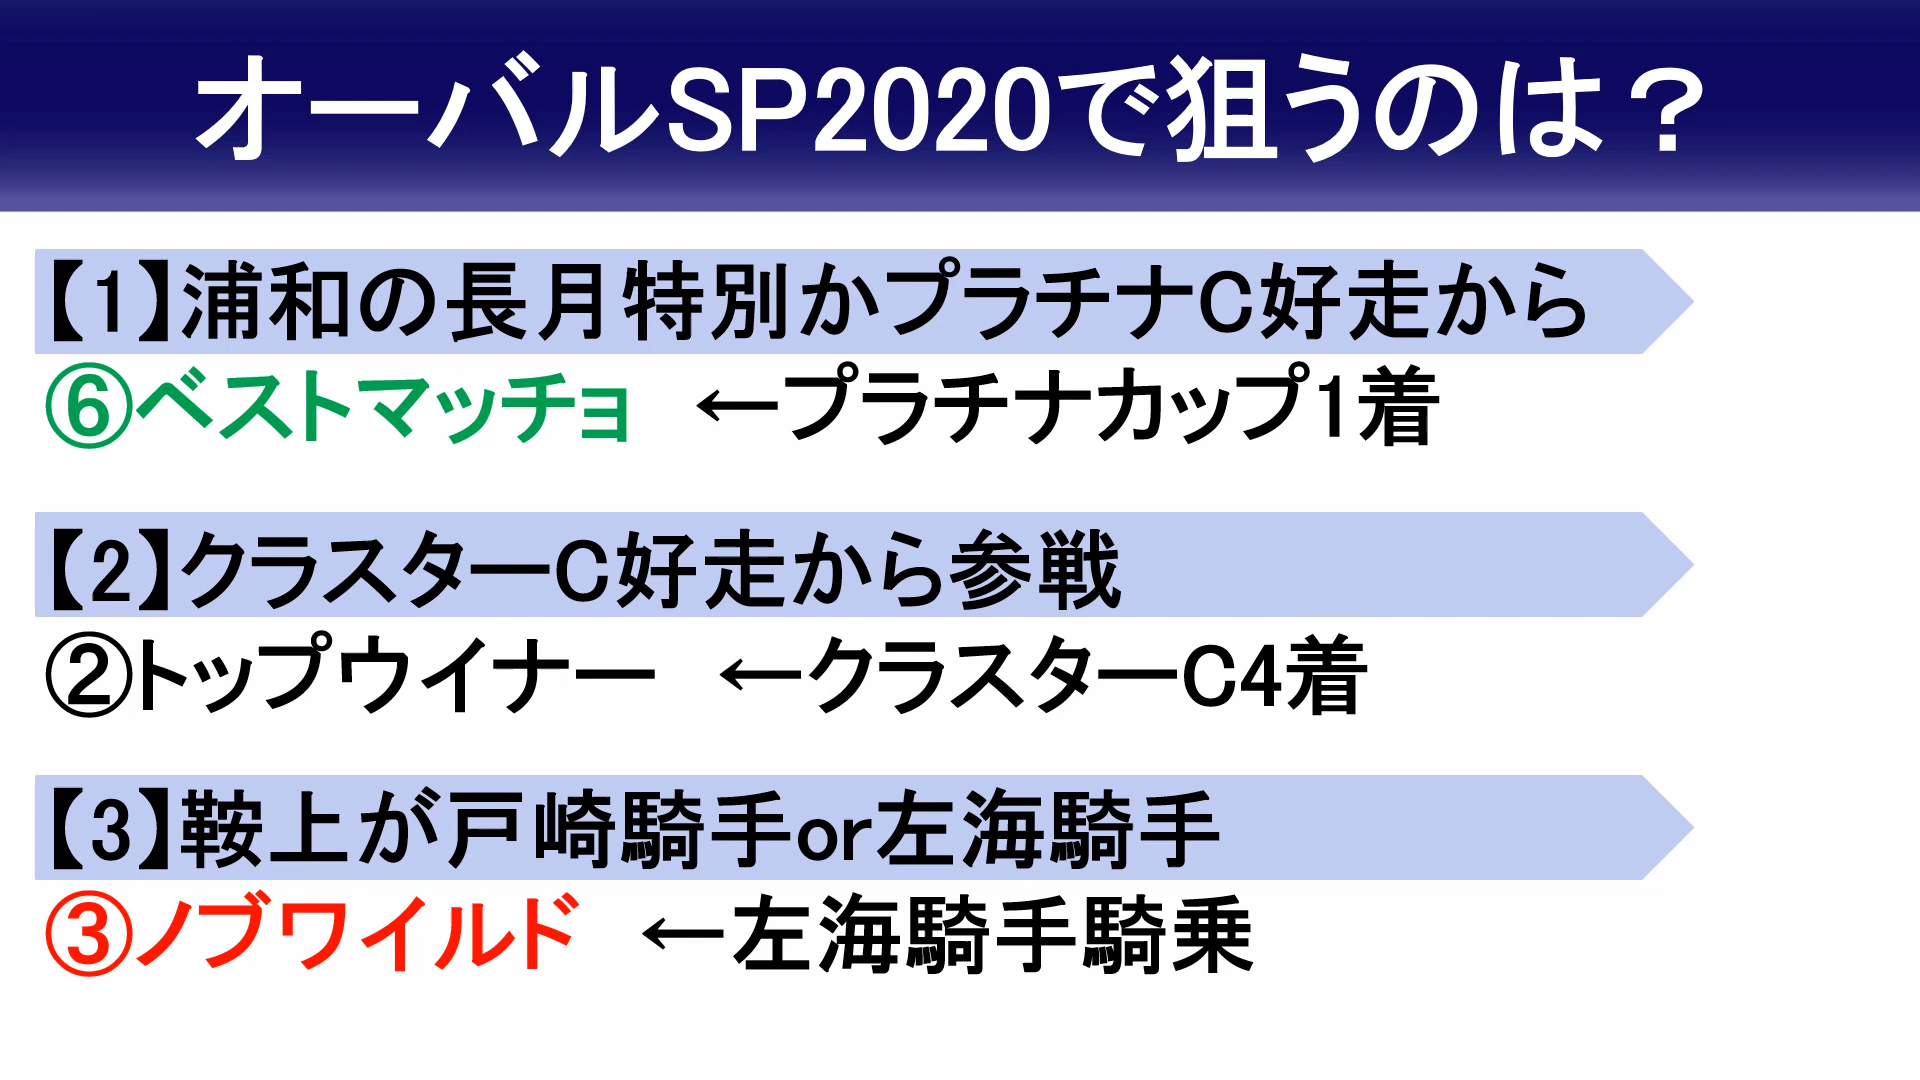 オーバルSP2020で狙うのは？
【1】浦和の長月特別かプラチナC好走から
⑥ベストマッチョ　←プラチナカップ1着
【2】クラスターC好走から参戦
②トップウイナー　←クラスターC4着
【3】鞍上が戸崎騎手or左海騎手
③ノブワイルド　←左海騎手騎乗